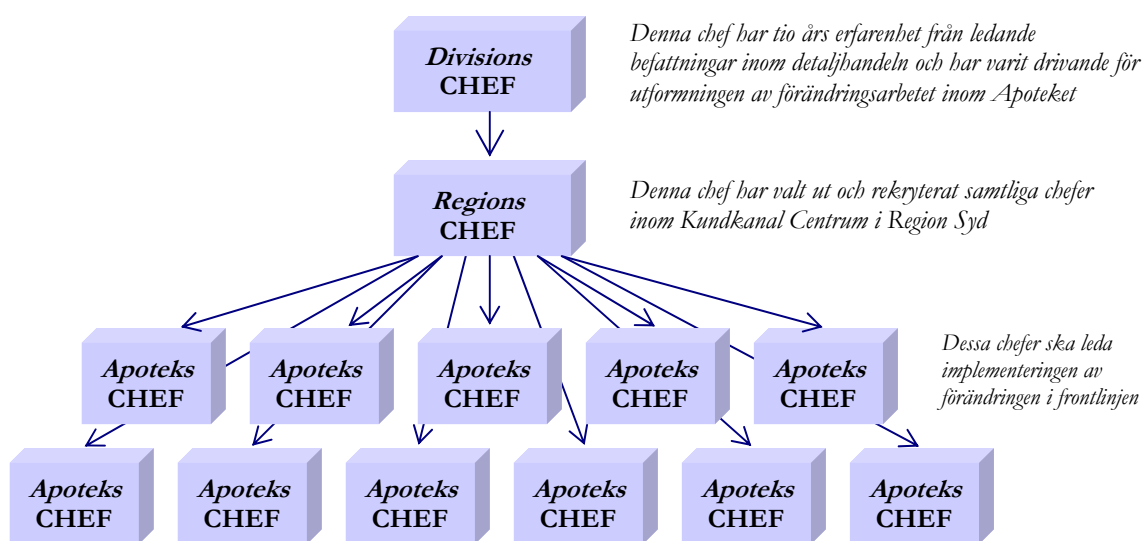 Divisions
CHEF
Denna chef har tio års erfarenhet från ledande
befattningar inom detaljhandeln och har varit drivande för
utformningen av förändringsarbetet inom Apoteket
Regions
CHEF
Denna chef har valt ut och rekryterat samtliga chefer
inom Kundkanal Centrum i Region Syd
Apoteks
CHEF
Apoteks
CHEF
Apoteks
CHEF
Apoteks
CHEF
Apoteks
CHEF
Dessa chefer ska leda
implementeringen av
förändringen i frontlinjen
Apoteks
CHEF
Apoteks
CHEF
Apoteks
CHEF
Apoteks
CHEF
Apoteks
CHEF
Apoteks
CHEF